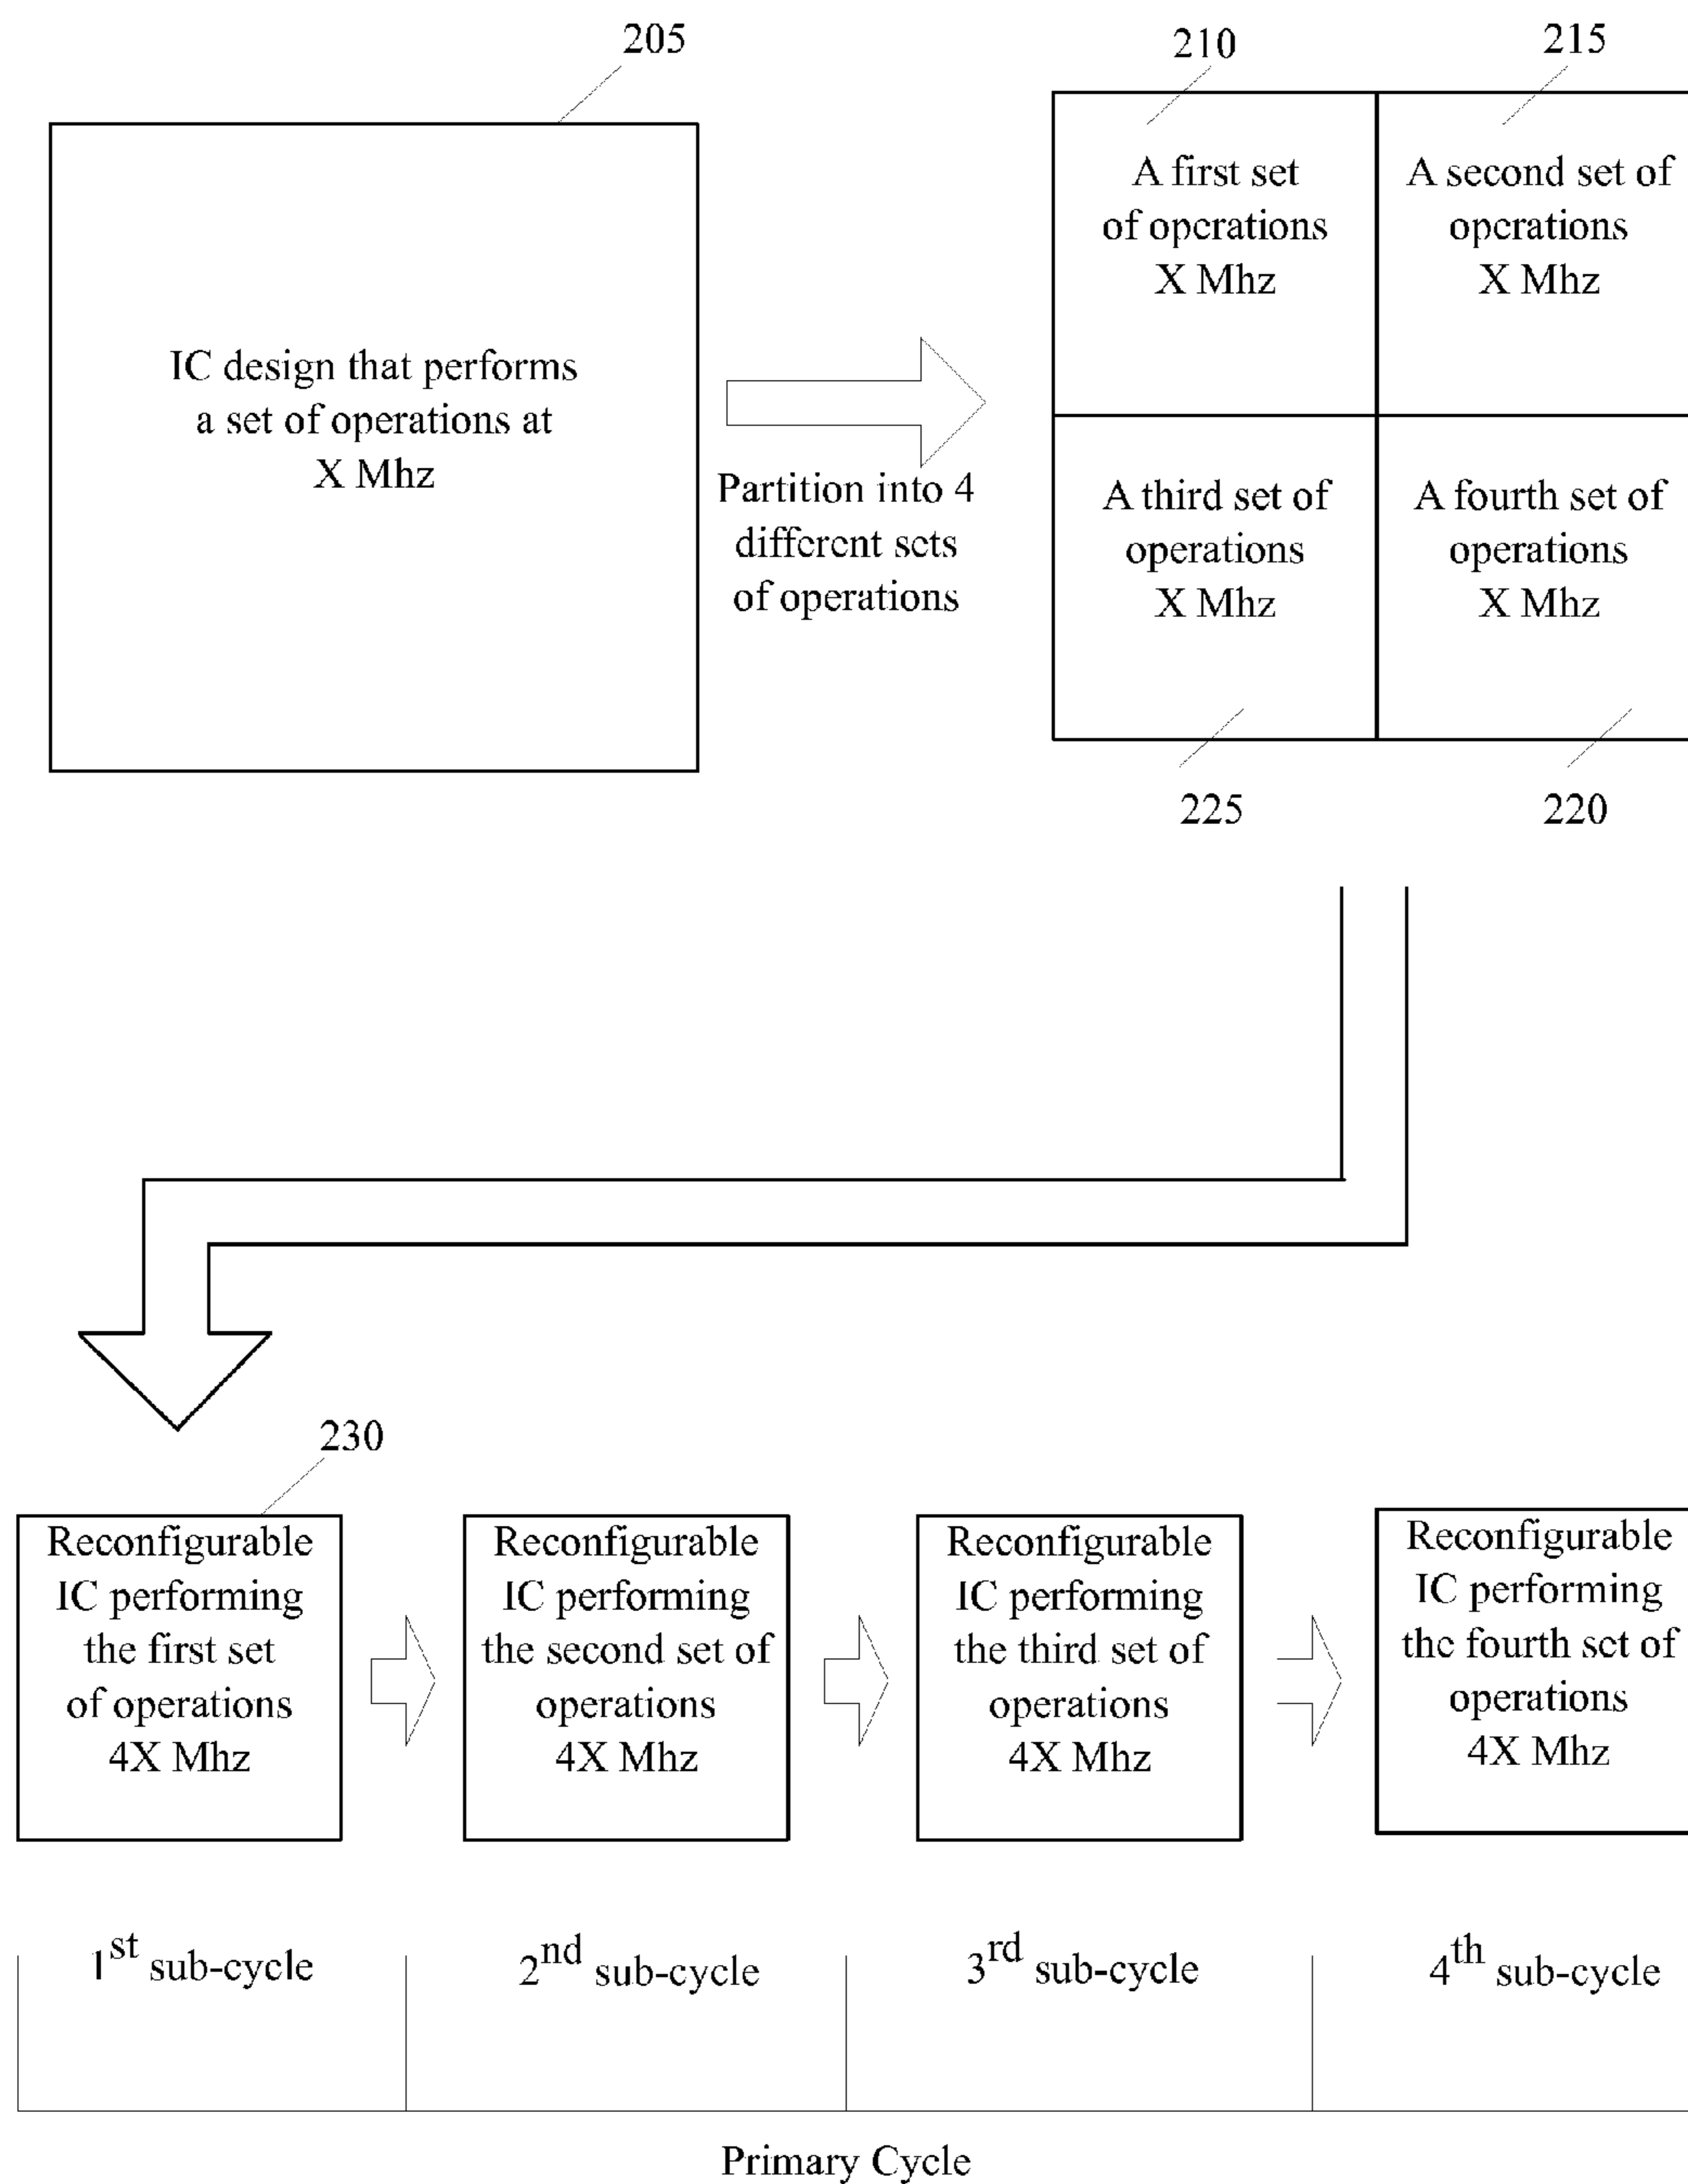 205
210
215
IC design that performs
a set of operations at
X Mhz
Partition into 4
different sets
of operations
A first set
of operations
X Mhz
A second set of
operations
X Mhz
A third set of
operations
X Mhz
A fourth set of
operations
X Mhz
225
220
230
Reconfigurable
IC performing
the first set
of operations
4X Mhz
Reconfigurable
IC performing
the second set of
operations
4X Mhz
Reconfigurable
IC performing
the third set of
operations
4X Mhz
Reconfigurable
IC performing
the fourth set of
operations
4X Mhz
1st sub-cycle
2nd sub-cycle
3rd sub-cycle
4th sub-cycle
Primary Cycle